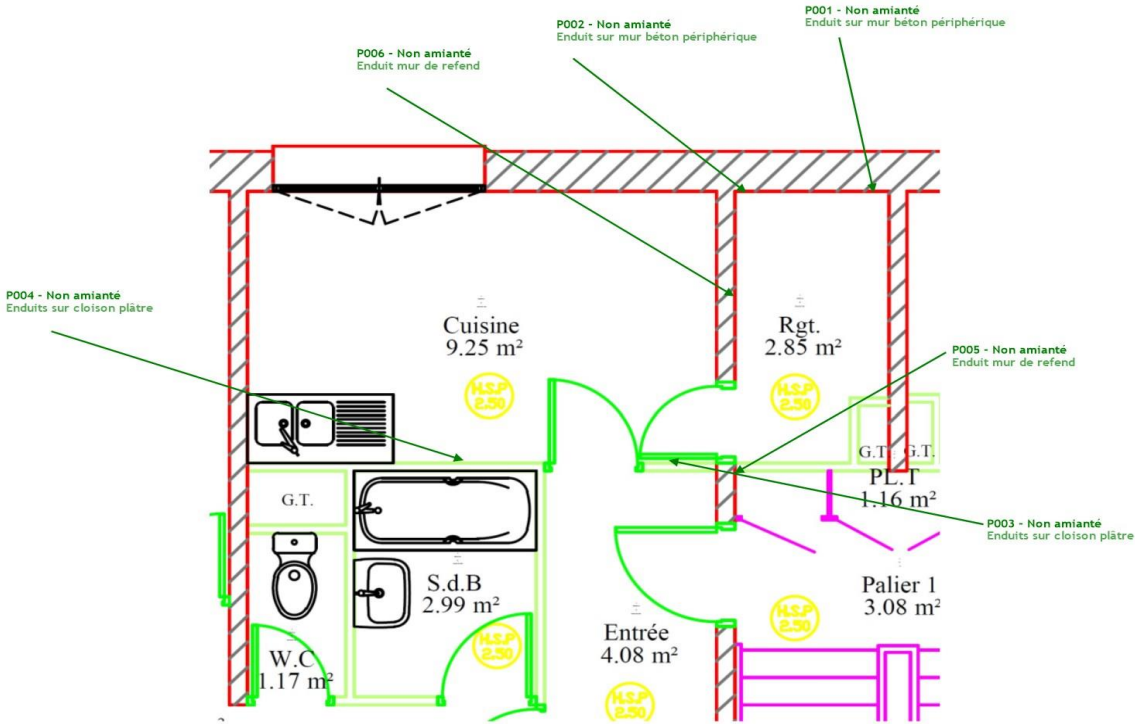 P001 - Non amianté
Enduit sur mur béton périphérique
P002 - Non amianté
Enduit sur mur béton périphérique
P006 - Non amianté
Enduit mur de refend
P004 - Non amianté
Enduits sur cloison plâtre
Cuisine
9.25 m²
Rgt.
2.85 m²
P005 - Non amianté
Enduit mur de refend
H.S.P
2.50
H.S.P
2.50
G.T.
G.T.
G.T.
PL.T
1.16 m²
P003 - Non amianté
Enduits sur cloison plâtre
S.d.B
2.99 m²
Palier 1
3.08 m²
H.S.P
2.50
Entrée
4.08 m²
H.S.P
2.50
W.C
1.17 m²
H.S.P
2.50